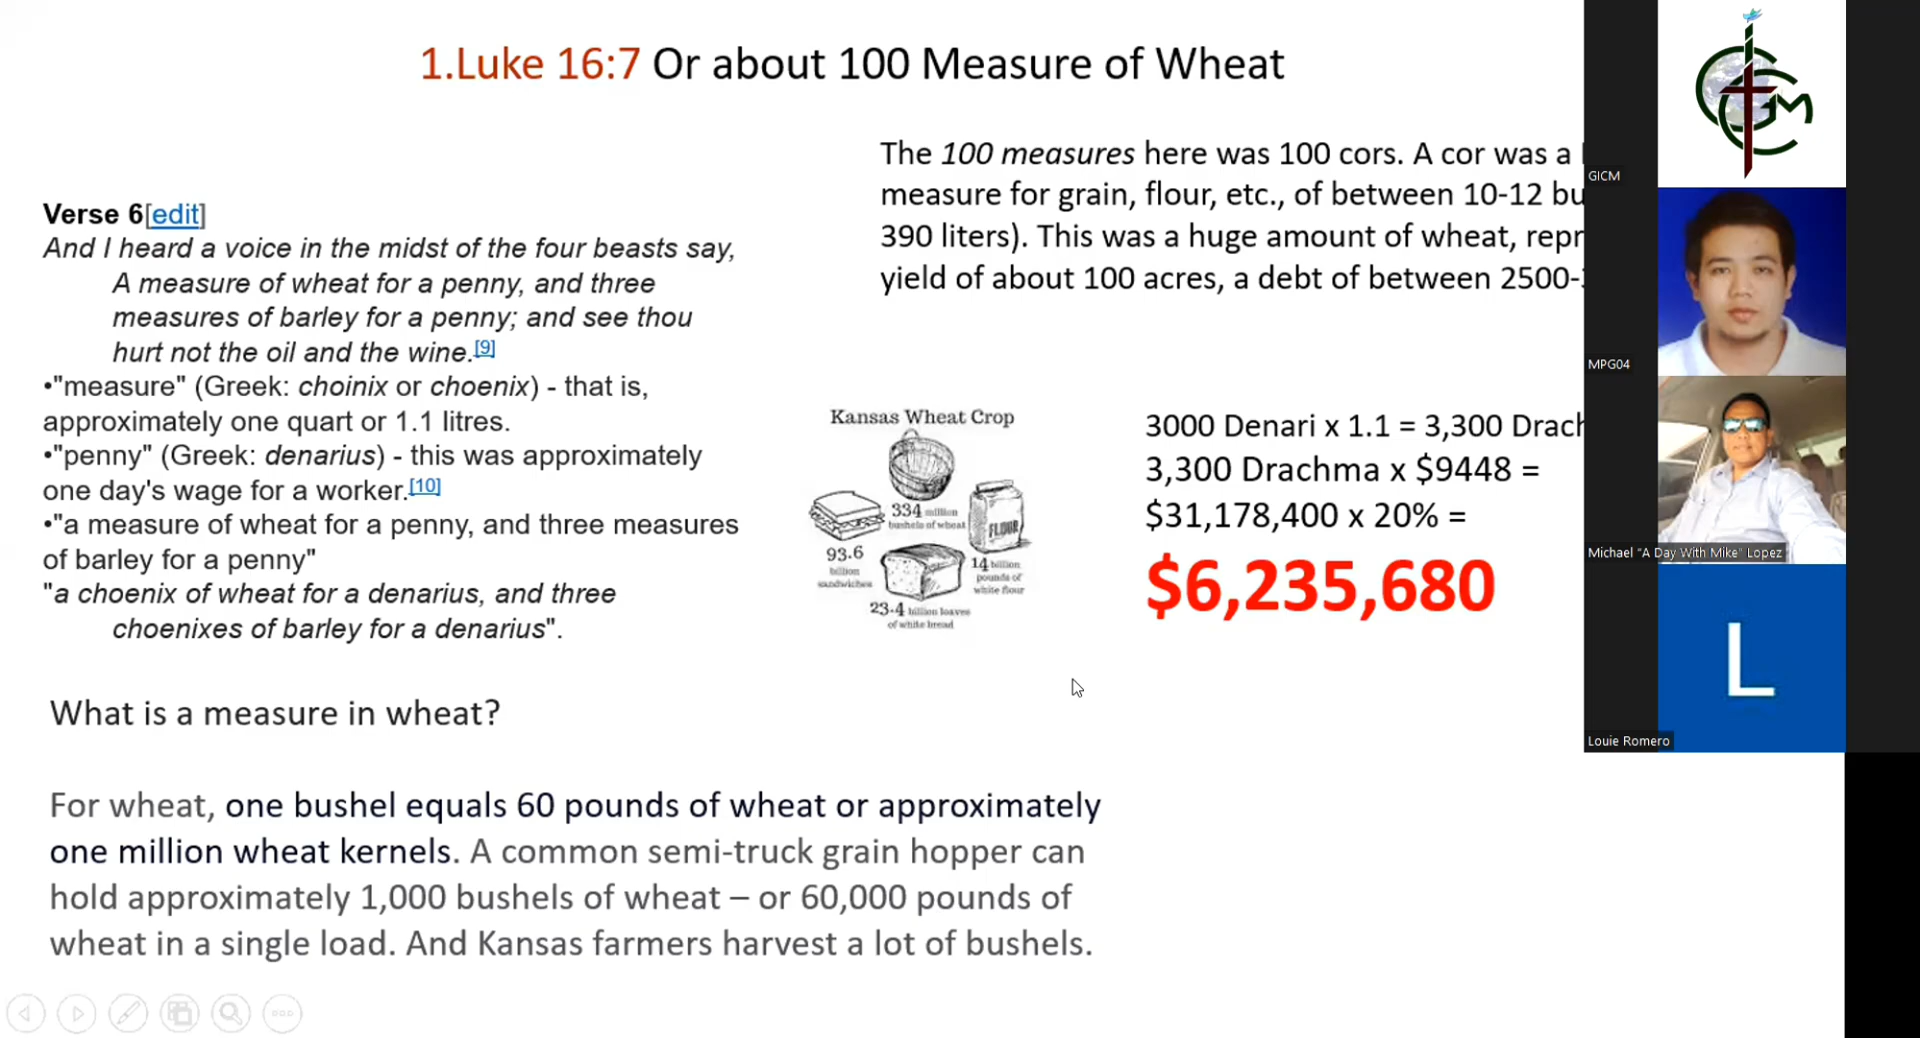 1.Luke 16:7 Or about 100 Measure of Wheat
The 100 measures here was 100 cors. A cor was a
measure for grain, flour, etc., of between 10-12 bu
390 liters). This was a huge amount of wheat, repr
yield of about 100 acres, a debt of between 2500-
Verse 6[edit]
And I heard a voice in the midst of the four beasts say,
A measure of wheat for a penny, and three
measures of barley for a penny; and see thou
hurt not the oil and the wine.[9]
•"measure" (Greek: choinix or choenix) - that is,
approximately one quart or 1.1 litres.
•"penny" (Greek: denarius) - this was approximately
one day's wage for a worker.[10]
•"a measure of wheat for a penny, and three measures
of barley for a penny"
"a choenix of wheat for a denarius, and three
choenixes of barley for a denarius".
Kansas Wheat Crop
334 million
bushels of wheat
FLOUR
93.6
billion
sandwiches
14 billion
pounds of
white flour
23.4 billion loaves
of white bread
3000 Denari x 1.1 = 3,300 Drach
3,300 Drachma x $9448 =
$31,178,400 x 20% =
$6,235,680
What is a measure in wheat?
For wheat, one bushel equals 60 pounds of wheat or approximately
one million wheat kernels. A common semi-truck grain hopper can
hold approximately 1,000 bushels of wheat – or 60,000 pounds of
wheat in a single load. And Kansas farmers harvest a lot of bushels.
GICM
GICM
MPG04
Michael "A Day With Mike" Lopez
L
Louie Romero